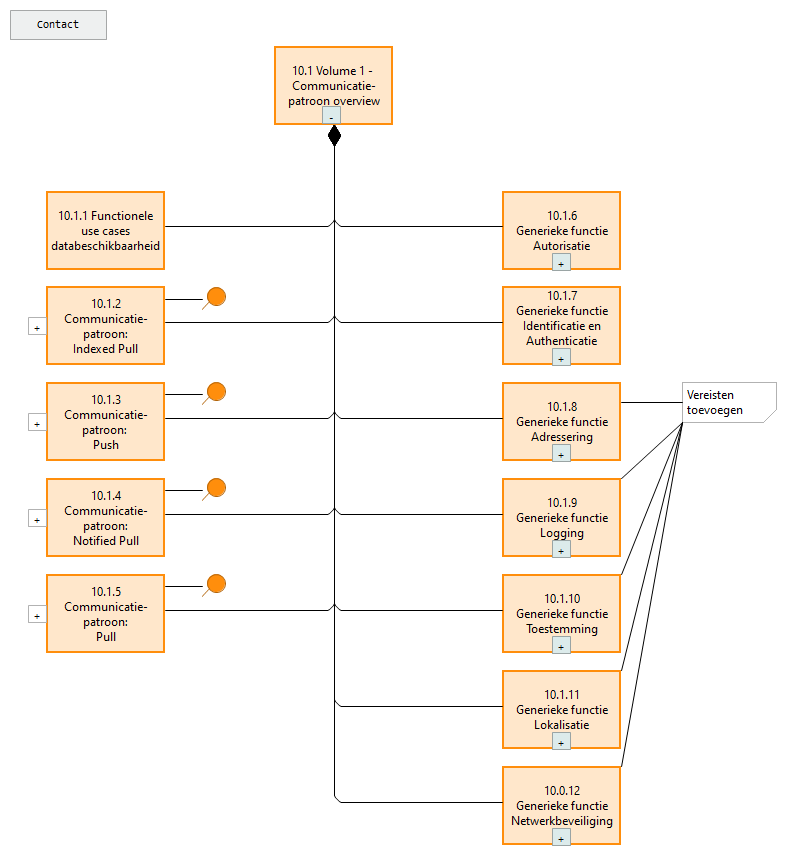 Contact
10.1 Volume 1 -
Communicatie-
patroon overview
-
10.1.1 Functionele
use cases
databeschikbaarheid
10.1.2
Communicatie-
patroon:
Indexed Pull
+
10.1.3
Communicatie-
patroon:
Push
+
10.1.4
Communicatie-
patroon:
Notified Pull
+
10.1.5
Communicatie-
patroon:
Pull
+
10.1.6
Generieke functie
Autorisatie
+
10.1.7
Generieke functie
Identificatie en
Authenticatie
+
10.1.8
Generieke functie
Adressering
+
10.1.9
Generieke functie
Logging
+
10.1.10
Generieke functie
Toestemming
+
10.1.11
Generieke functie
Lokalisatie
+
10.0.12
Generieke functie
Netwerkbeveiliging
+
Vereisten
toevoegen